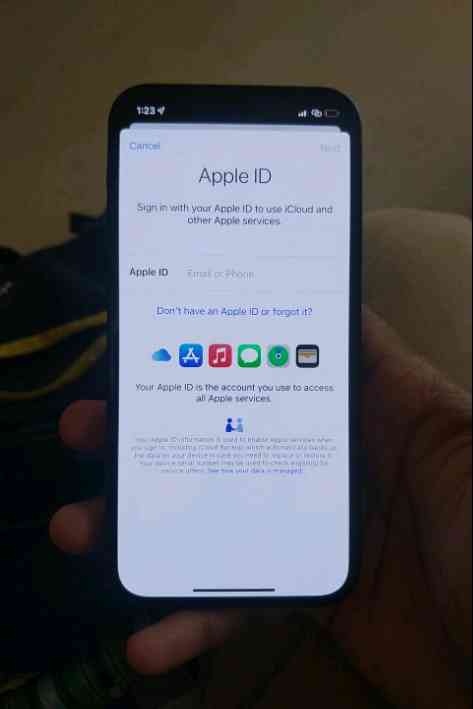 1:23
Cancel
Next
Apple ID
Sign in with your Apple ID to use iCloud and
other Apple services.
Apple ID
Email or Phone
Don't have an Apple ID or forgot it?
Your Apple ID is the account you use to access
all Apple services.
Your Apple ID information is used to enable Apple services when
you sign in, including iCloud Backup which automatically backs up
the data on your device in case you need to replace or restore it.
Your device serial number may be used to check eligibility for
service offers. See how your data is managed.